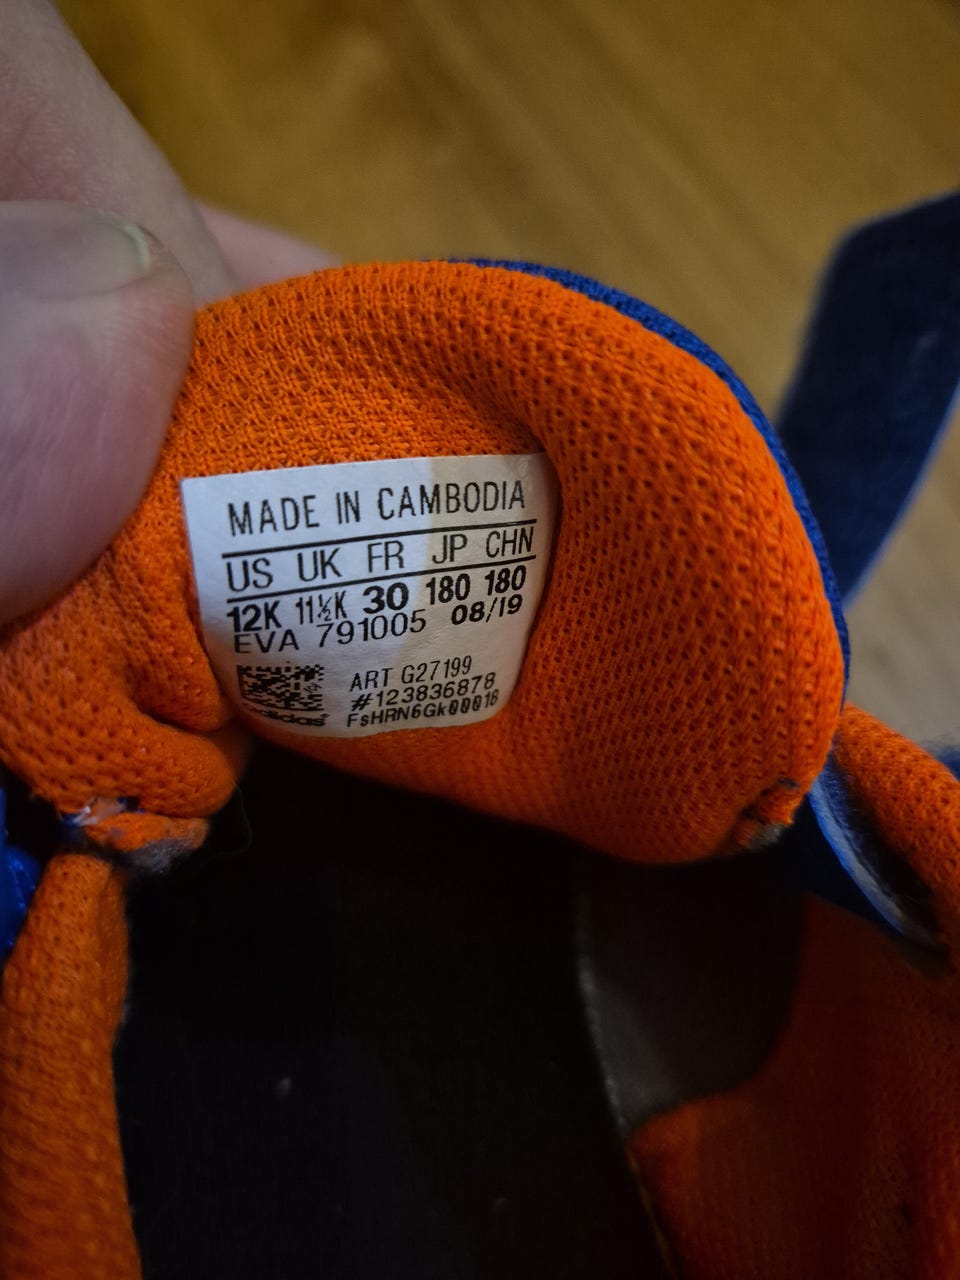 MADE IN CAMBODIA
US UK FR JP CHN
12K 11½K 30 180 180
EVA 791005 08/19
ART G27199
#123836878
FsHRN6Gk00018
adidas